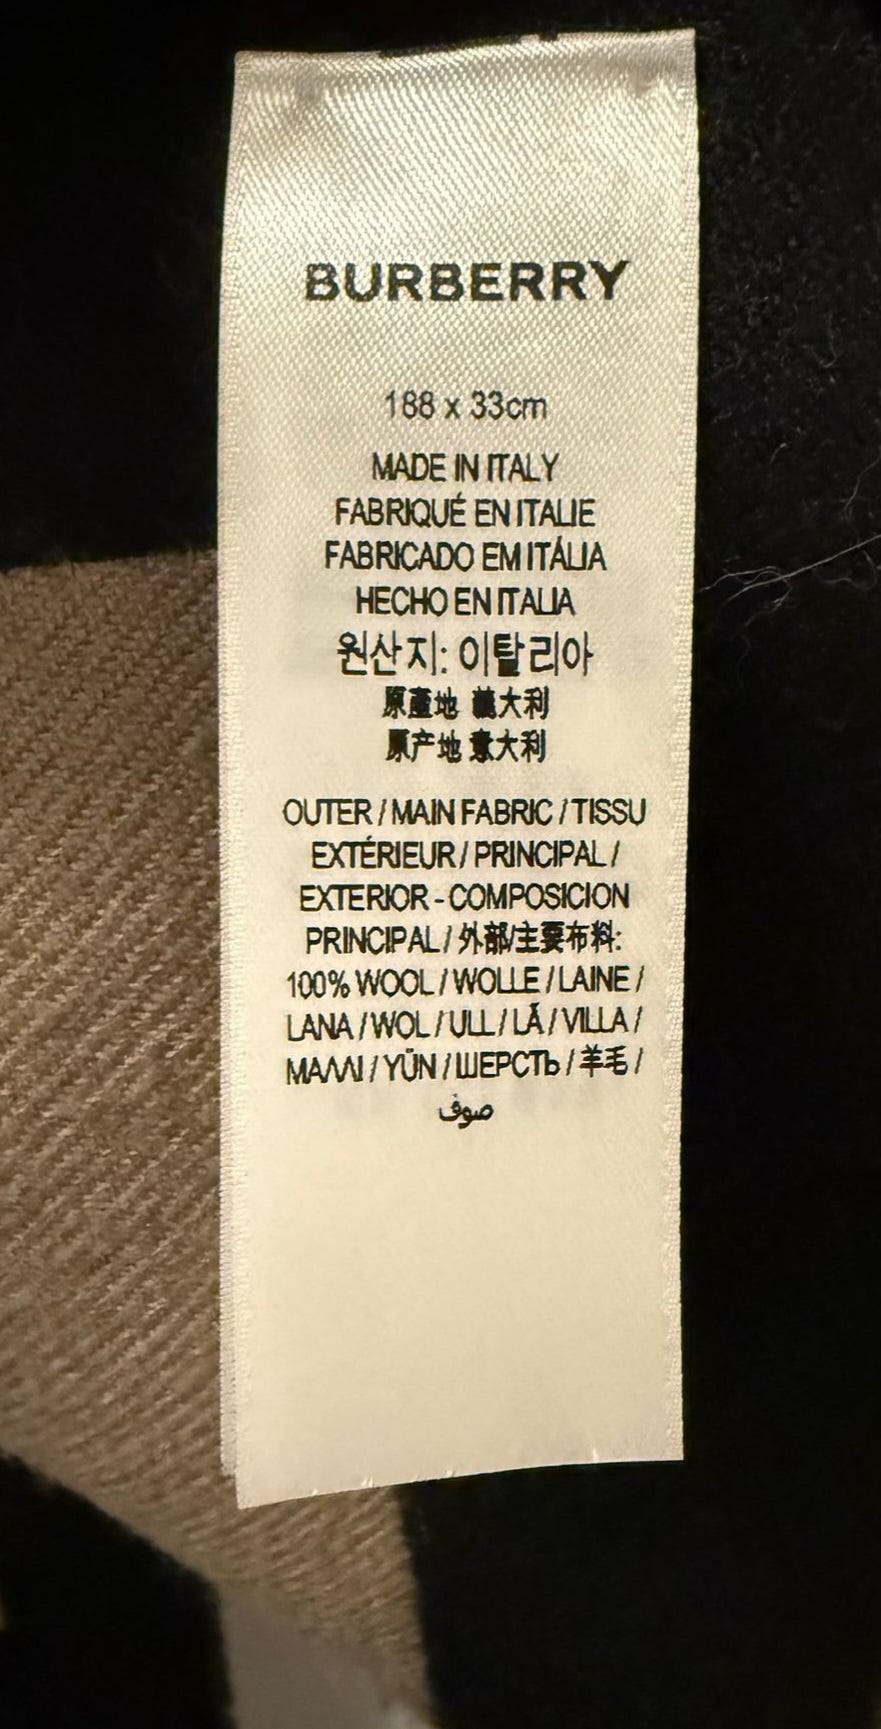 BURBERRY
188 x 33cm
MADE IN ITALY
FABRIQUÉ EN ITALIE
FABRICADO EM ITÁLIA
HECHO EN ITALIA
원산지: 이탈리아
原產地 義大利
原产地 意大利
OUTER / MAIN FABRIC / TISSU
EXTÉRIEUR / PRINCIPAL /
EXTERIOR - COMPOSICION
PRINCIPAL / 外部/主要布料:
100% WOOL / WOLLE / LAINE /
LANA / WOL / ULL / LÃ / VILLA /
ΜΑΛΛΙ / YÜN / ШЕРСТЬ / 羊毛 /
صوف